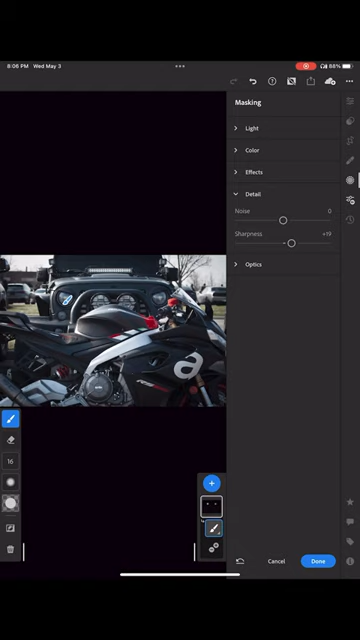 8:06 PM Wed May 3
88%
Masking
Light
Color
Effects
Detail
Noise 0
Sharpness +19
Optics
16
a
RS
Cancel
Done